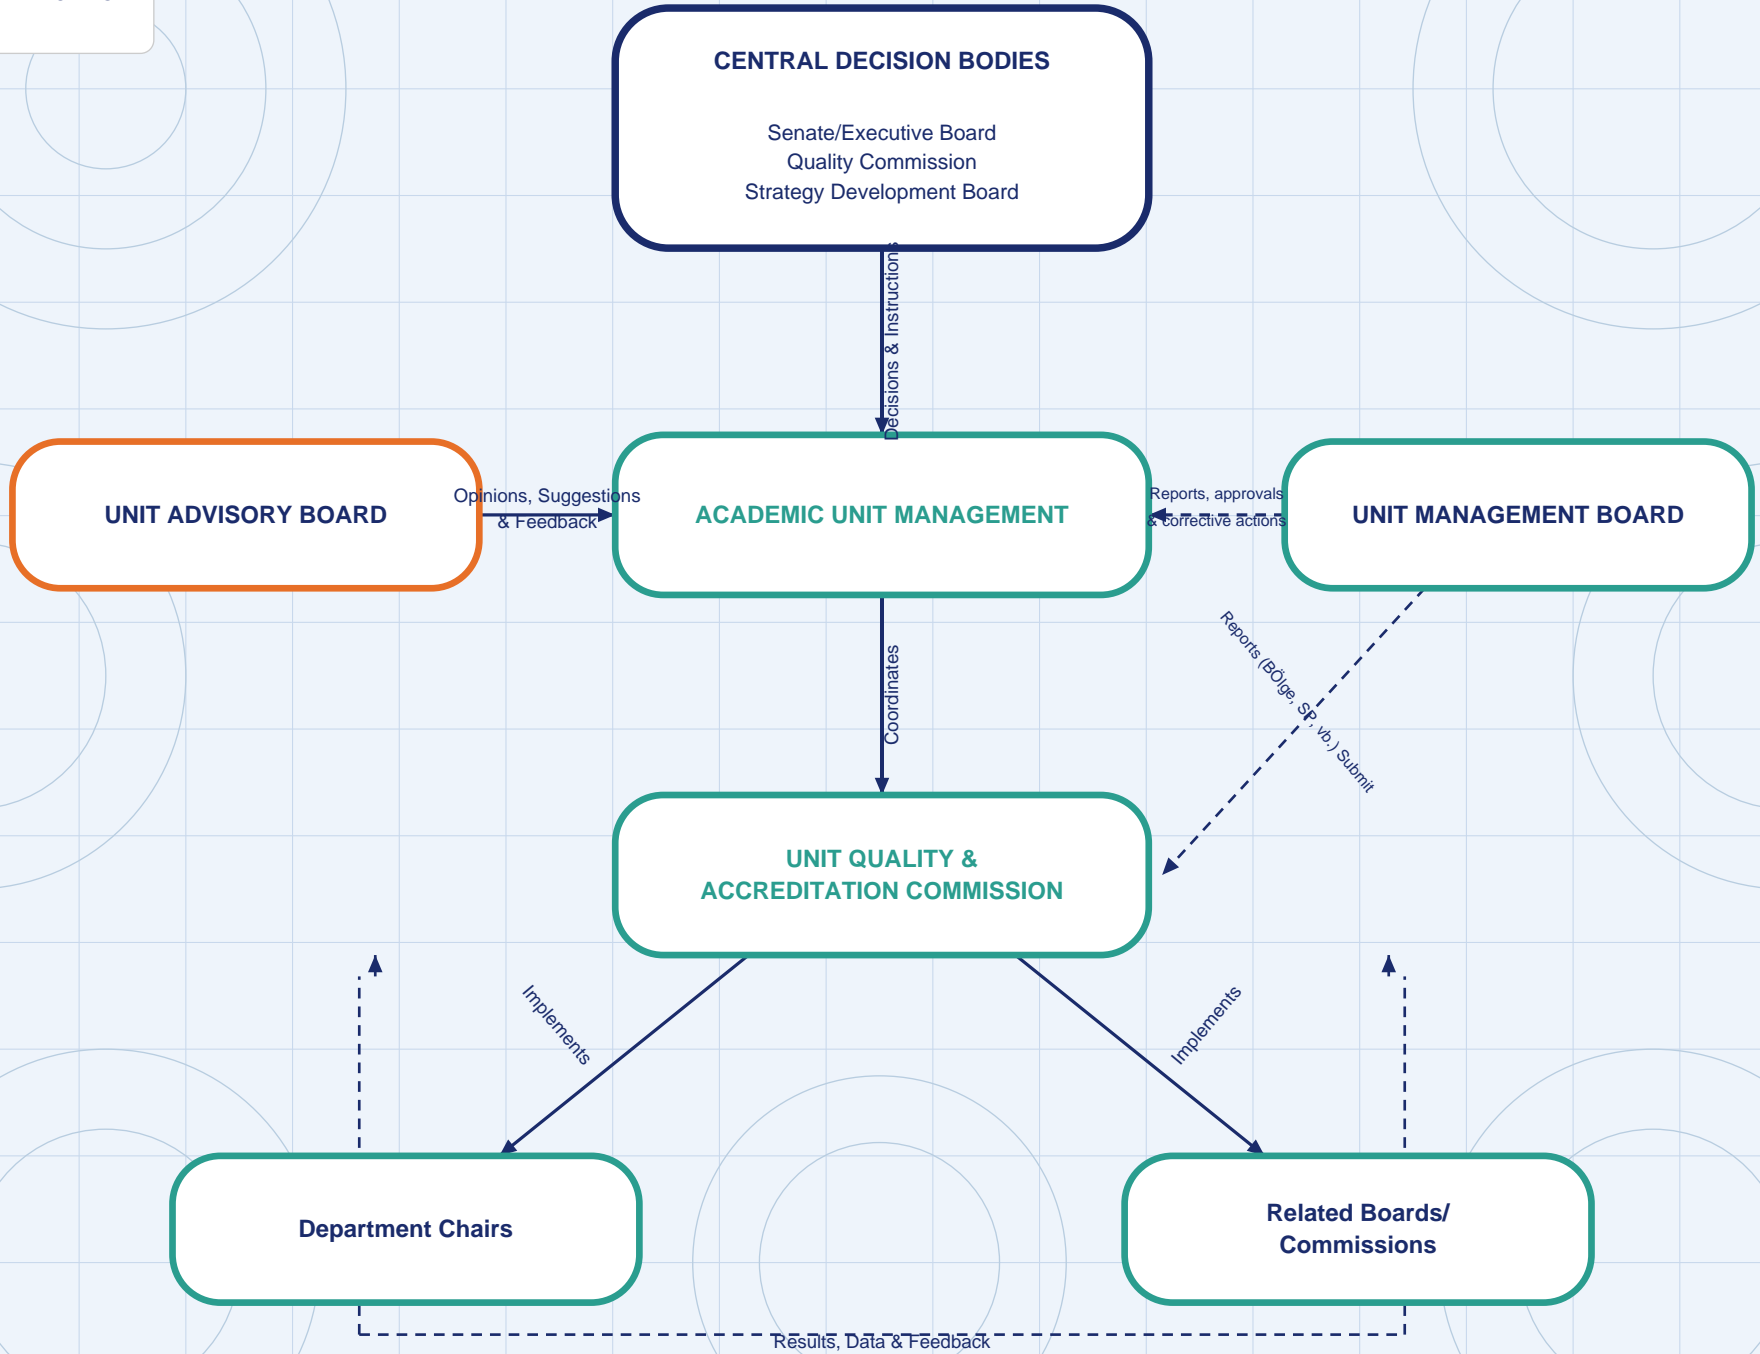 CENTRAL DECISION BODIES
Senate/Executive Board
Quality Commission
Strategy Development Board
Decisions & Instructions
UNIT ADVISORY BOARD
Opinions, Suggestions
& Feedback
ACADEMIC UNIT MANAGEMENT
Reports, approvals
& corrective actions
UNIT MANAGEMENT BOARD
Coordinates
Reports (BÖlge, SP, vb.) Submit
UNIT QUALITY &
ACCREDITATION COMMISSION
Implements
Implements
Department Chairs
Related Boards/
Commissions
Results, Data & Feedback